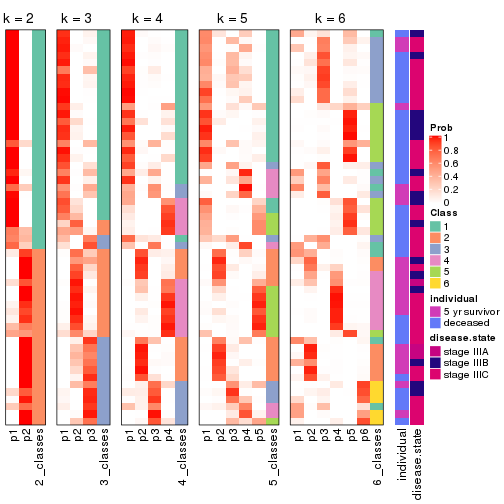 k = 2 k = 3 k = 4 k = 5 k = 6
Prob
1
0.8
0.6
0.4
0.2
0
Class
1
2
3
4
5
6
individual
5 yr survivor
deceased
disease.state
stage IIIA
stage IIIB
stage IIIC
p1 p2 2_classes p1 p2 p3 3_classes p1 p2 p3 p4 4_classes p1 p2 p3 p4 p5 5_classes p1 p2 p3 p4 p5 p6 6_classes individual disease.state